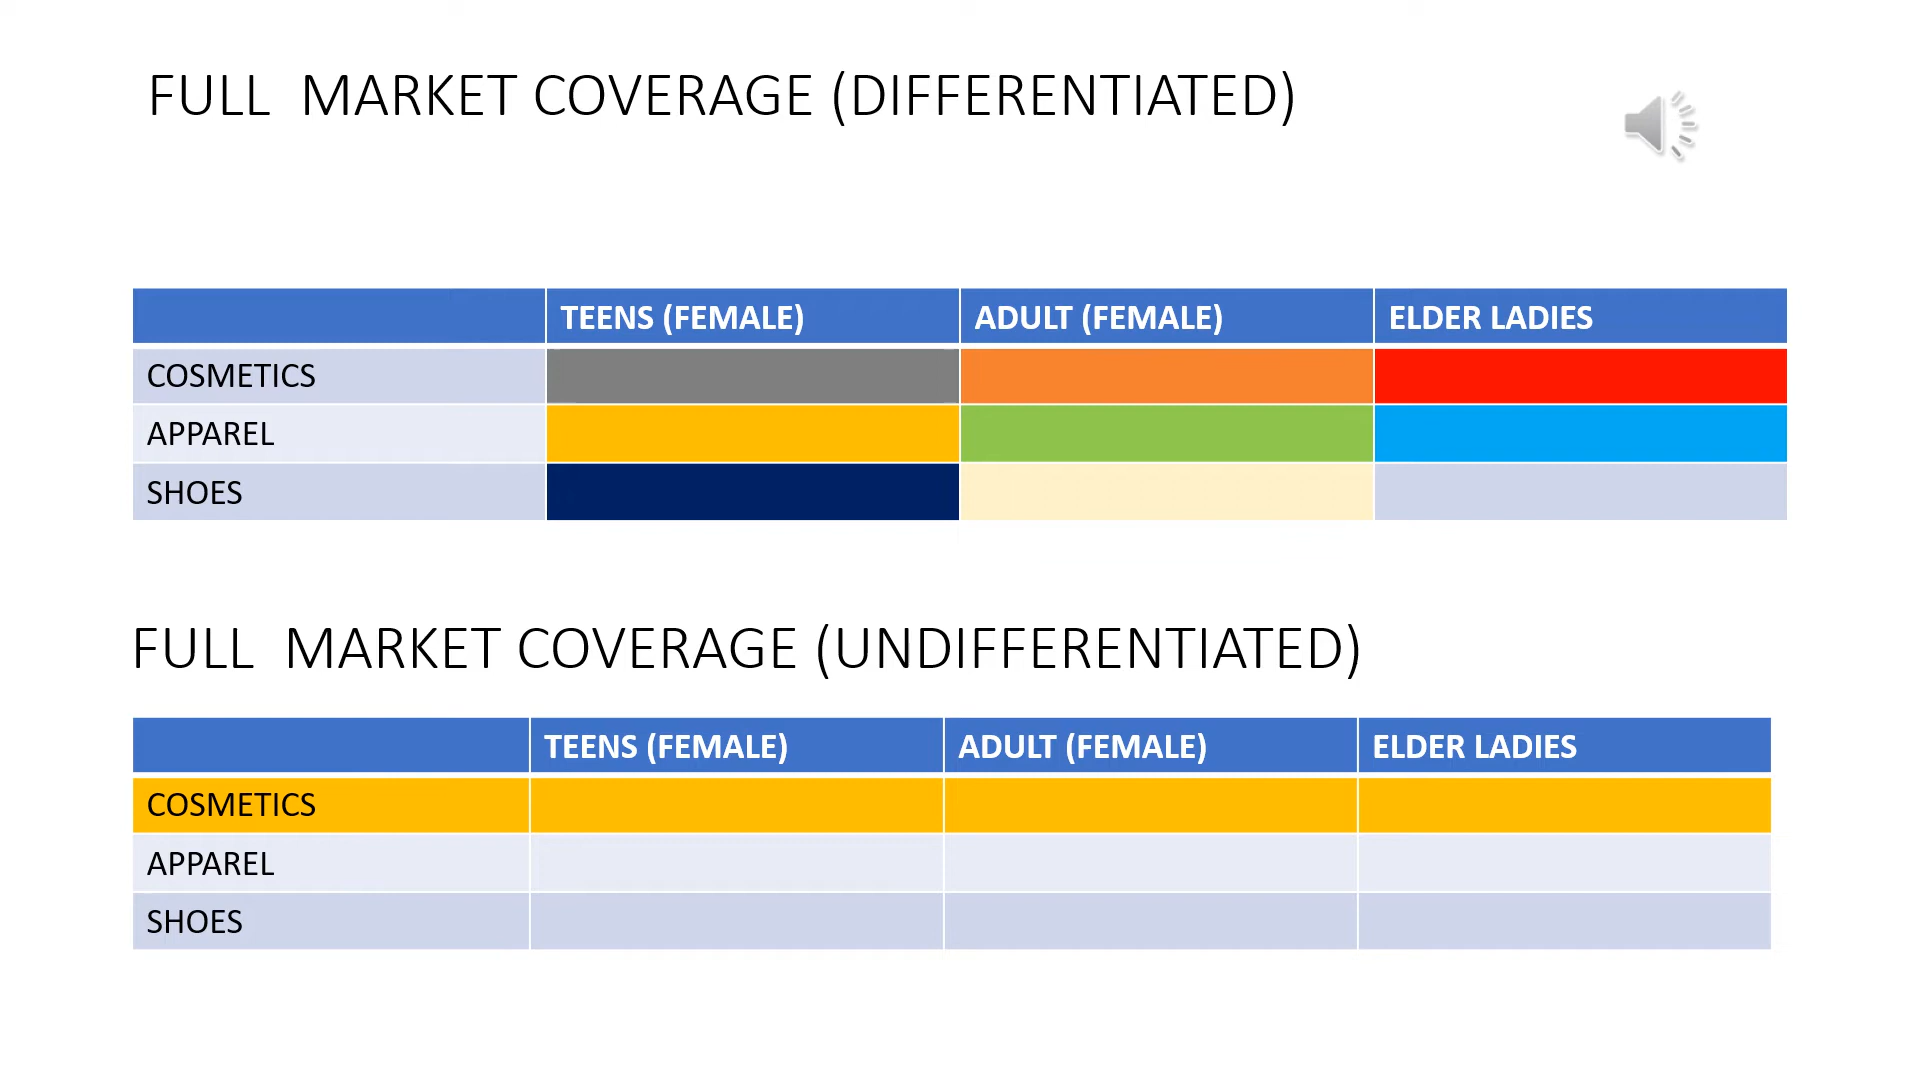 FULL  MARKET COVERAGE (DIFFERENTIATED)
TEENS (FEMALE) ADULT (FEMALE) ELDER LADIES
COSMETICS
APPAREL
SHOES
FULL  MARKET COVERAGE (UNDIFFERENTIATED)
TEENS (FEMALE) ADULT (FEMALE) ELDER LADIES
COSMETICS
APPAREL
SHOES